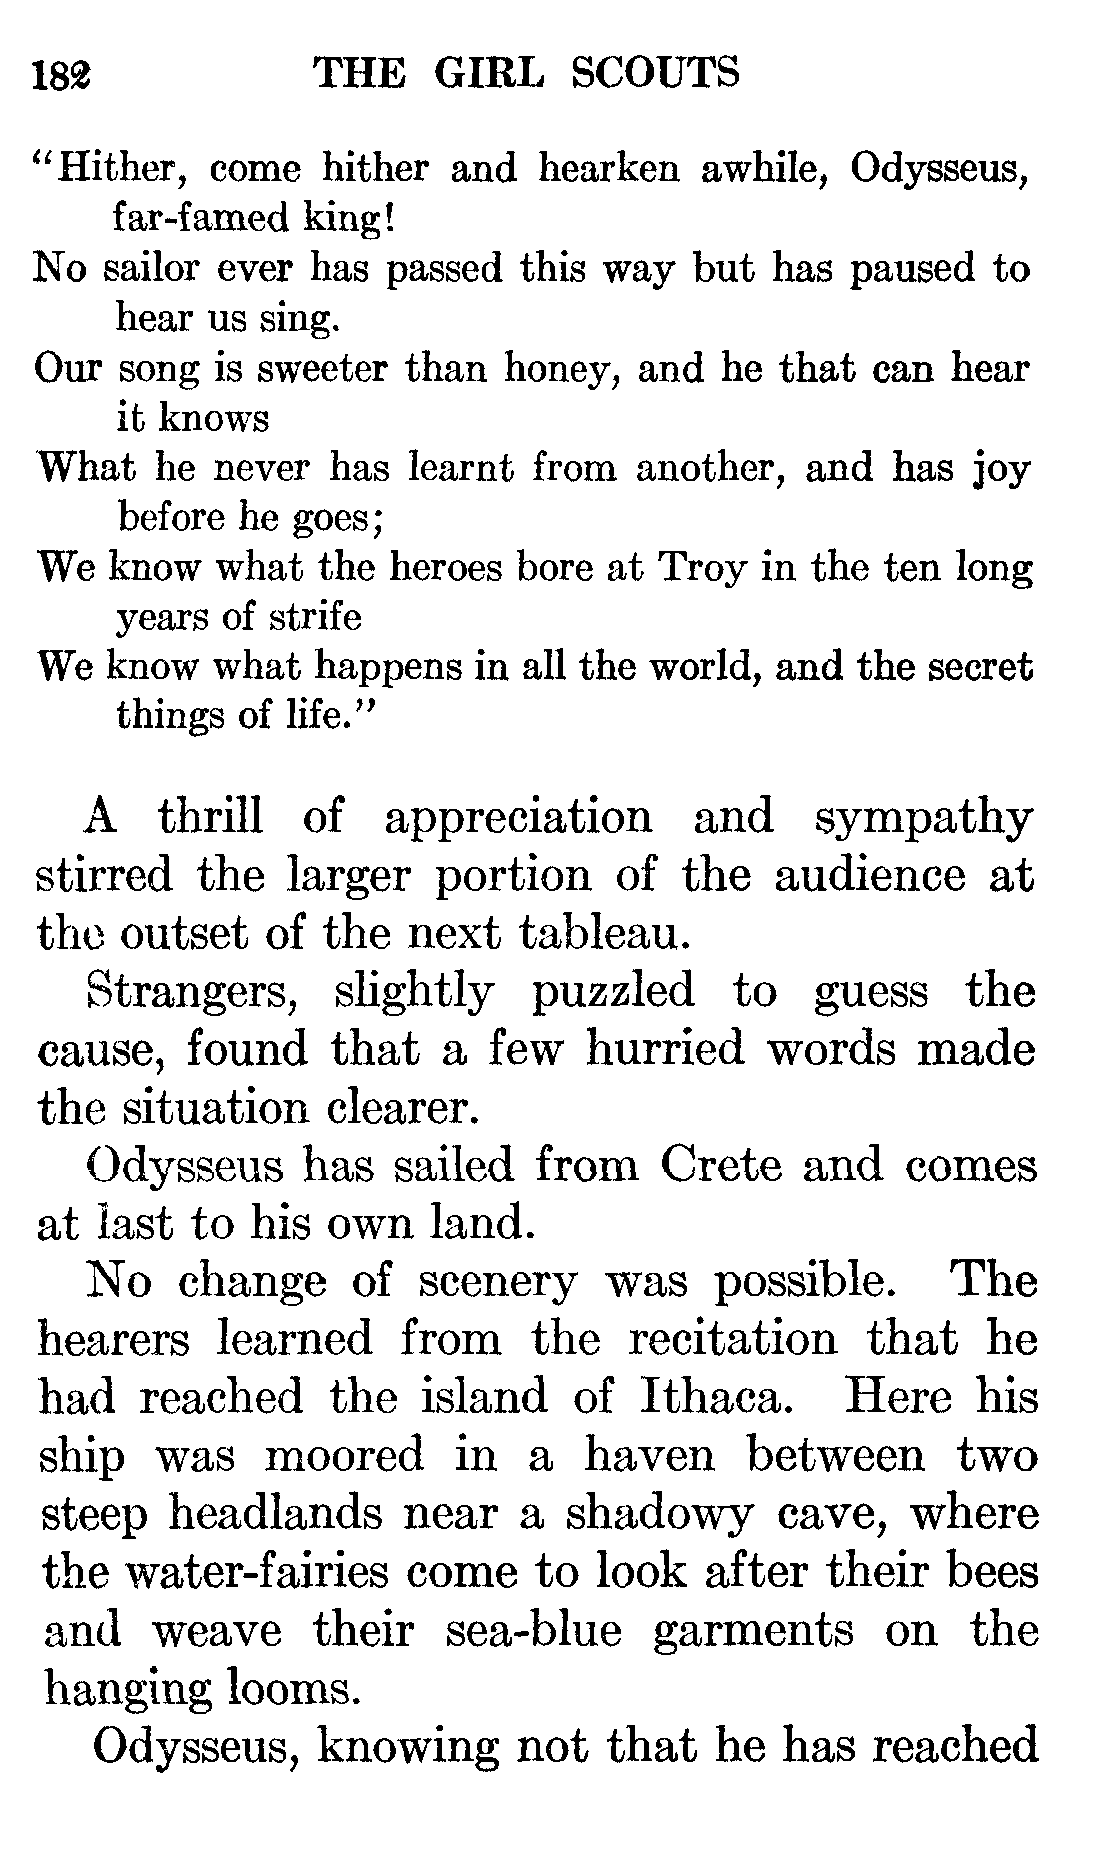 182 THE GIRL SCOUTS
“Hither, come hither and hearken awhile, Odysseus,
far-famed king!
No sailor ever has passed this way but has paused to
hear us sing.
Our song is sweeter than honey, and he that can hear
it knows
What he never has learnt from another, and has joy
before he goes;
We know what the heroes bore at Troy in the ten long
years of strife
We know what happens in all the world, and the secret
things of life.”
A thrill of appreciation and sympathy
stirred the larger portion of the audience at
the outset of the next tableau.
Strangers, slightly puzzled to guess the
cause, found that a few hurried words made
the situation clearer.
Odysseus has sailed from Crete and comes
at last to his own land.
No change of scenery was possible. The
hearers learned from the recitation that he
had reached the island of Ithaca. Here his
ship was moored in a haven between two
steep headlands near a shadowy cave, where
the water-fairies come to look after their bees
and weave their sea-blue garments on the
hanging looms.
Odysseus, knowing not that he has reached